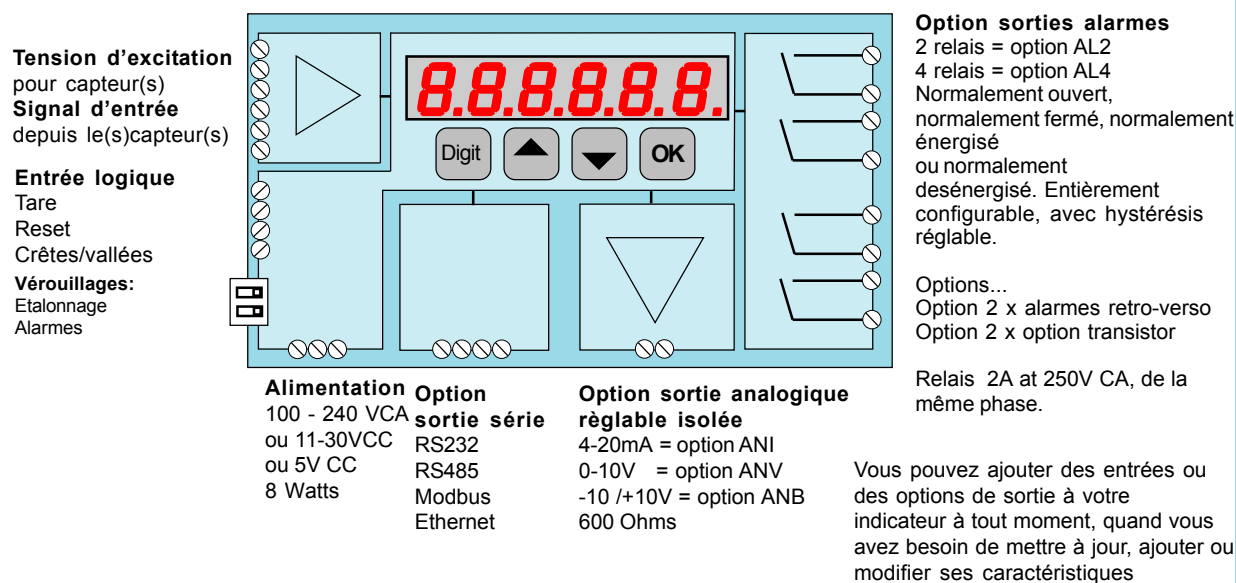 Tension d'excitation
pour capteur(s)
Signal d'entrée
depuis le(s)capteur(s)
Entrée logique
Tare
Reset
Crêtes/vallées
Vérouillages:
Etalonnage
Alarmes
8.8.8.8.8.8.
Digit
OK
Alimentation
100 - 240 VCA
ou 11-30VCC
ou 5V CC
8 Watts
Option
sortie série
RS232
RS485
Modbus
Ethernet
Option sortie analogique
règlable isolée
4-20mA = option ANI
0-10V = option ANV
-10 /+10V = option ANB
600 Ohms
Option sorties alarmes
2 relais = option AL2
4 relais = option AL4
Normalement ouvert,
normalement fermé, normalement
énergisé
ou normalement
desénergisé. Entièrement
configurable, avec hystérésis
réglable.
Options...
Option 2 x alarmes retro-verso
Option 2 x option transistor
Relais 2A at 250V CA, de la
même phase.
Vous pouvez ajouter des entrées ou
des options de sortie à votre
indicateur à tout moment, quand vous
avez besoin de mettre à jour, ajouter ou
modifier ses caractéristiques